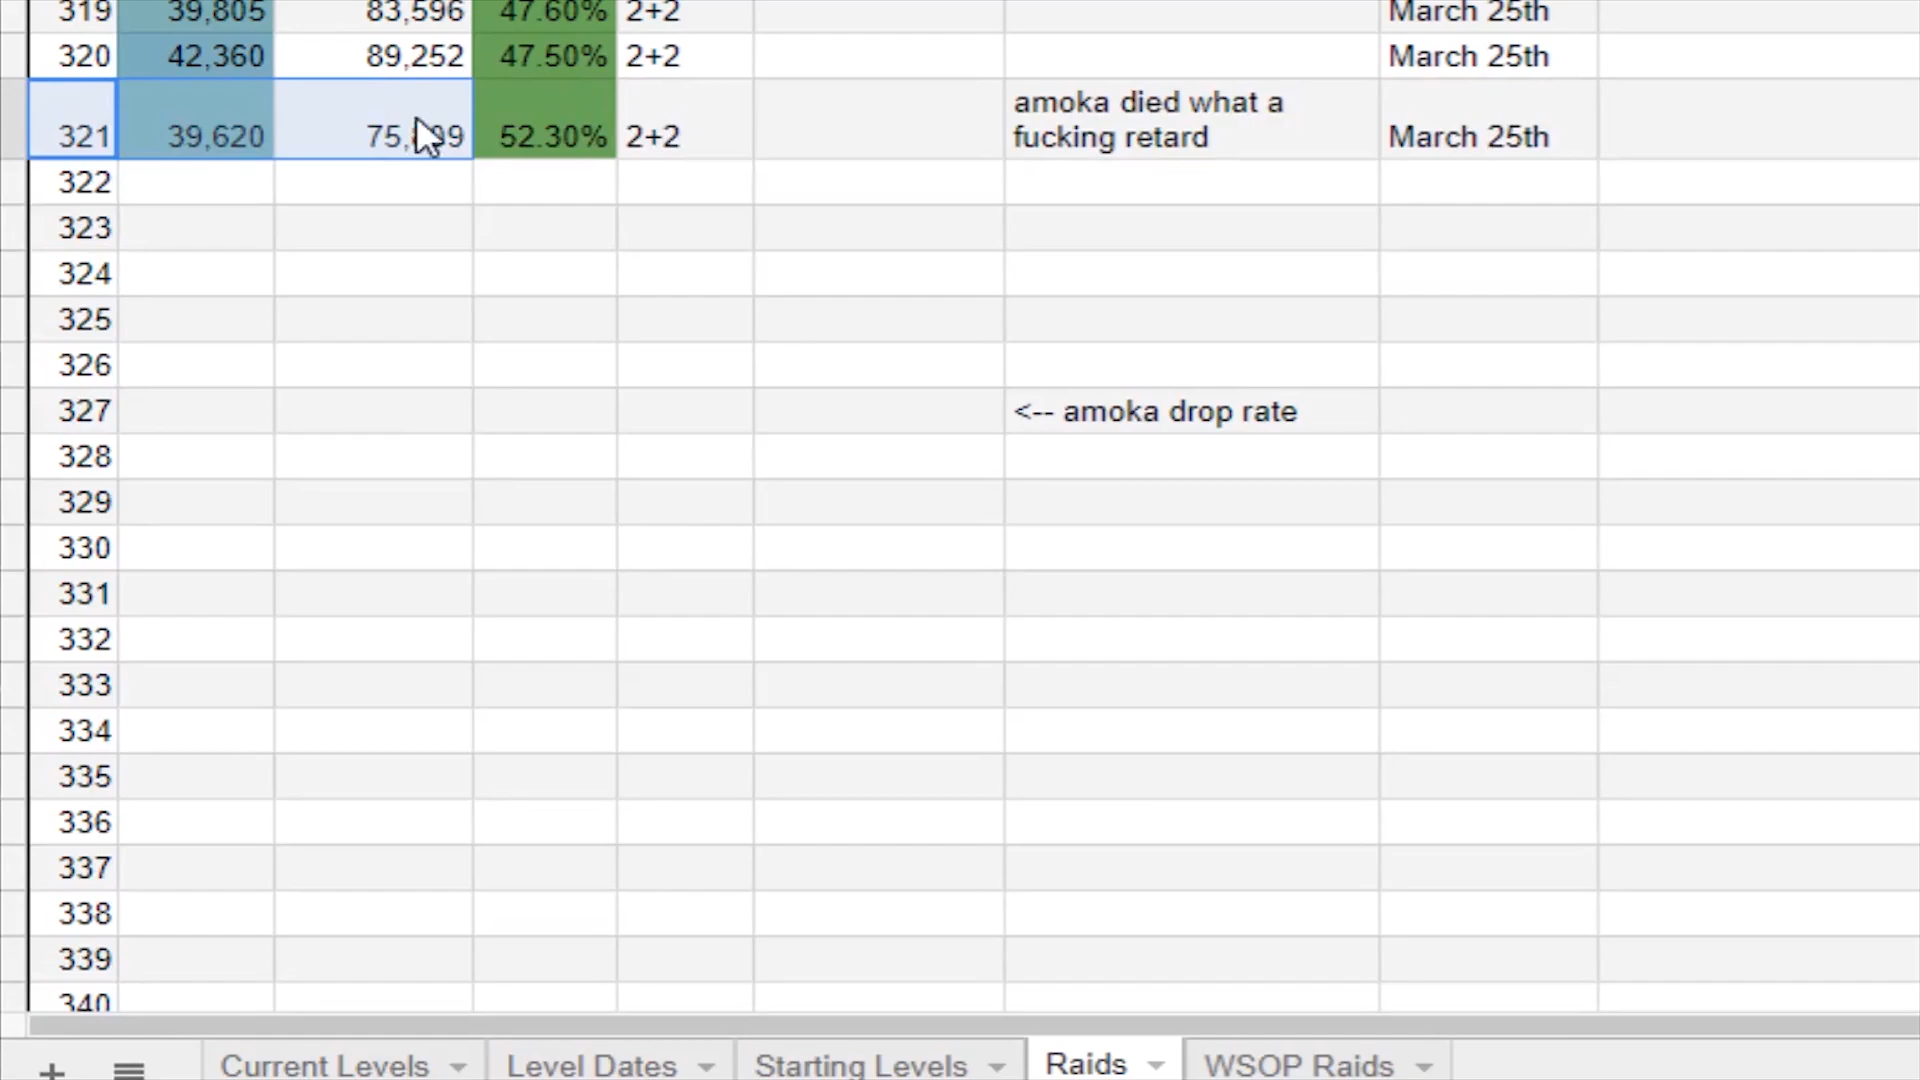 319 39,805 83,596 47.60% 2+2 March 25th
320 42,360 89,252 47.50% 2+2 March 25th
amoka died what a
fucking retard
321 39,620 52.30% 2+2 March 25th
322
323
324
325
326
327 <-- amoka drop rate
328
329
330
331
332
333
334
335
336
337
338
339
340
+ Current Levels Level Dates Starting Levels Raids WSOP Raids